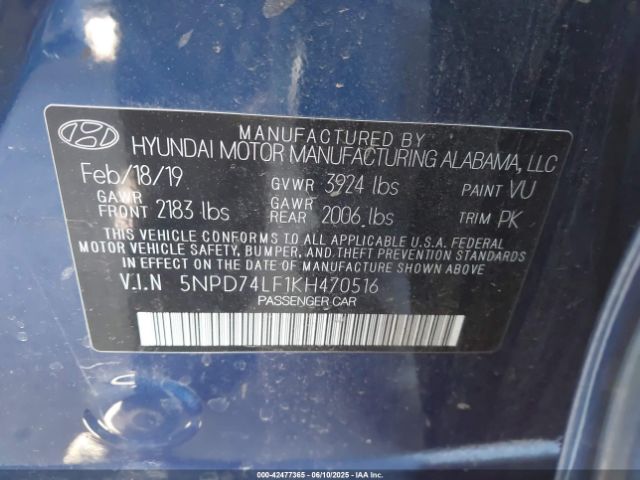 MANUFACTURED BY
HYUNDAI MOTOR MANUFACTURING ALABAMA, LLC
Feb/18/19 GVWR 3924 lbs PAINT VU
GAWR FRONT 2183 lbs GAWR REAR 2006 lbs TRIM PK
THIS VEHICLE CONFORMS TO ALL APPLICABLE U.S.A. FEDERAL
MOTOR VEHICLE SAFETY, BUMPER, AND THEFT PREVENTION STANDARDS
IN EFFECT ON THE DATE OF MANUFACTURE SHOWN ABOVE.
V.I.N 5NPD74LF1KH470516
PASSENGER CAR
000-42477365 - 06/10/2025 - IAAI.COM